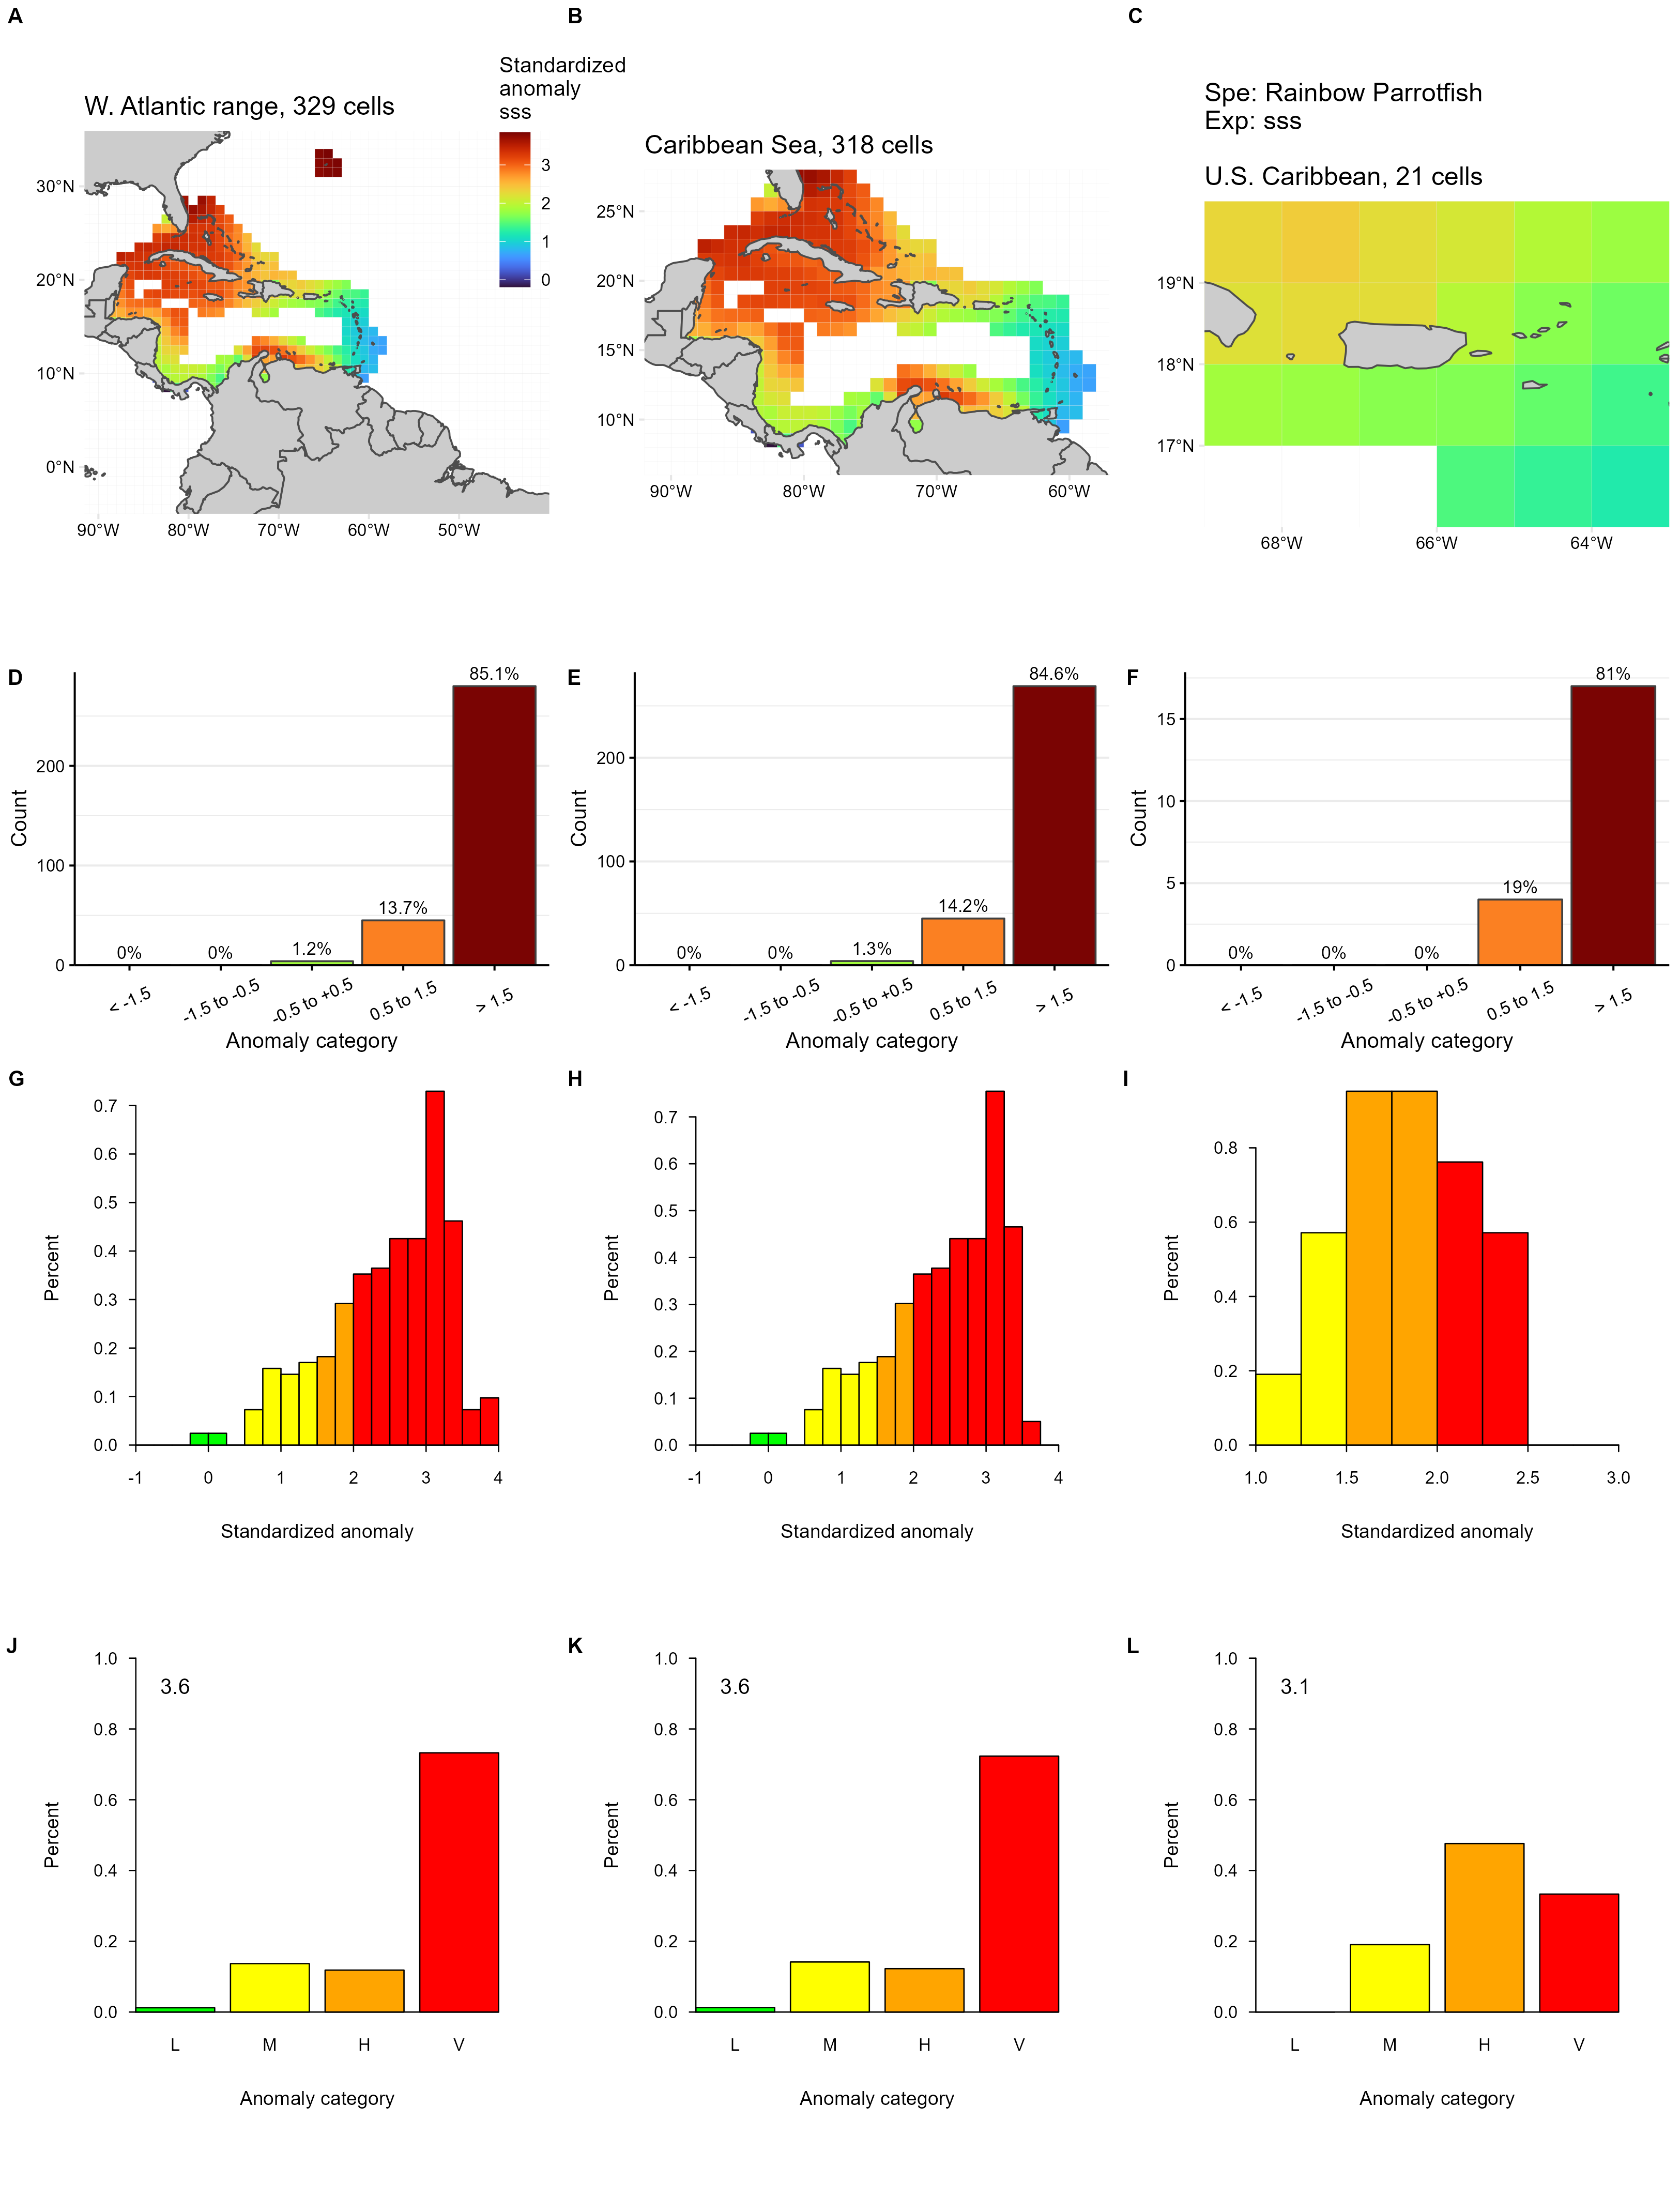 A
B
C
W. Atlantic range, 329 cells
Standardized
anomaly
sss
3
2
1
0
30°N
20°N
10°N
0°N
90°W
80°W
70°W
60°W
50°W
Caribbean Sea, 318 cells
25°N
20°N
15°N
10°N
90°W
80°W
70°W
60°W
Spe: Rainbow Parrotfish
Exp: sss
U.S. Caribbean, 21 cells
19°N
18°N
17°N
68°W
66°W
64°W
D
Count
200
100
0
0%
0%
1.2%
13.7%
85.1%
< -1.5
-1.5 to -0.5
-0.5 to +0.5
0.5 to 1.5
> 1.5
Anomaly category
E
Count
200
100
0
0%
0%
1.3%
14.2%
84.6%
< -1.5
-1.5 to -0.5
-0.5 to +0.5
0.5 to 1.5
> 1.5
Anomaly category
F
Count
15
10
5
0
0%
0%
0%
19%
81%
< -1.5
-1.5 to -0.5
-0.5 to +0.5
0.5 to 1.5
> 1.5
Anomaly category
G
Percent
0.7
0.6
0.5
0.4
0.3
0.2
0.1
0.0
-1
0
1
2
3
4
Standardized anomaly
H
Percent
0.7
0.6
0.5
0.4
0.3
0.2
0.1
0.0
-1
0
1
2
3
4
Standardized anomaly
I
Percent
0.8
0.6
0.4
0.2
0.0
1.0
1.5
2.0
2.5
3.0
Standardized anomaly
J
Percent
1.0
0.8
0.6
0.4
0.2
0.0
3.6
L
M
H
V
Anomaly category
K
Percent
1.0
0.8
0.6
0.4
0.2
0.0
3.6
L
M
H
V
Anomaly category
L
Percent
1.0
0.8
0.6
0.4
0.2
0.0
3.1
L
M
H
V
Anomaly category